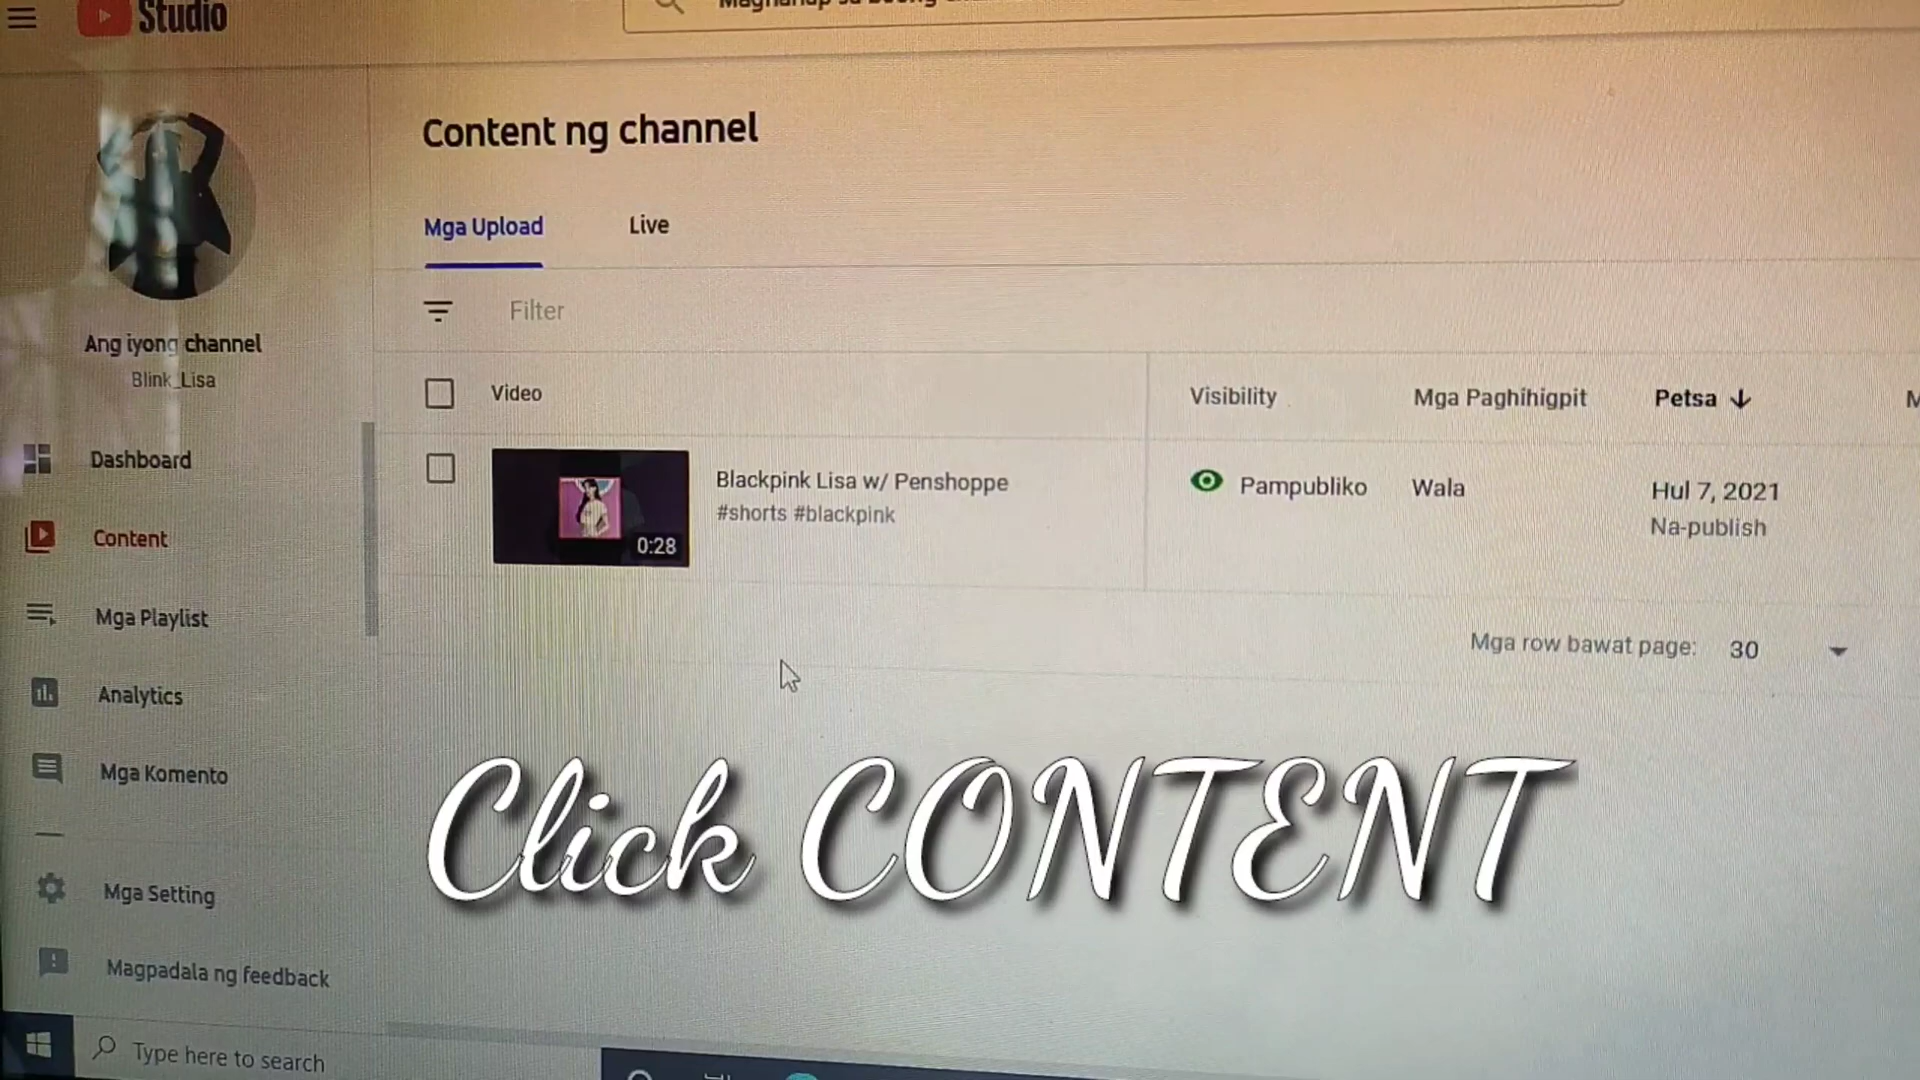 Studio
Content ng channel
Mga Upload
Live
Filter
Ang iyong channel
Blink_Lisa
Video
Visibility
Mga Paghihigpit
Petsa
Dashboard
Blackpink Lisa w/ Penshoppe
#shorts #blackpink
0:28
Pampubliko
Wala
Hul 7, 2021
Na-publish
Content
Mga Playlist
Mga row bawat page: 30
Analytics
Mga Komento
Click CONTENT
Mga Setting
Magpadala ng feedback
Type here to search